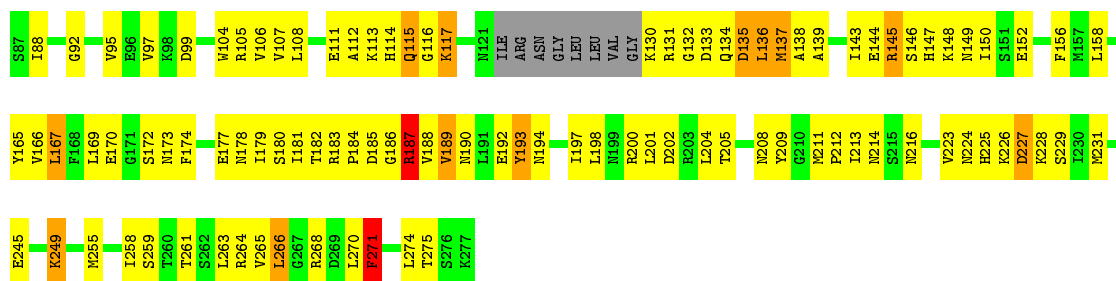 S87 I88 G92 V95 E96 V97 K98 D99 W104 R105 V106 V107 L108 E111 A112 K113 H114 Q115 G116 K117 N121 ILE ARG ASN GLY LEU LEU VAL GLY K130 R131 G132 D133 Q134 D135 L136 M137 A138 A139 I143 E144 R145 S146 H147 K148 N149 I150 S151 E152 F156 M157 L158
Y165 V166 L167 F168 L169 E170 G171 S172 N173 F174 E177 N178 I179 S180 I181 T182 R183 P184 D185 G186 R187 V188 V189 N190 L191 E192 Y193 N194 I197 L198 N199 R200 L201 D202 R203 L204 T205 N208 Y209 G210 M211 P212 I213 N214 S215 N216 V223 N224 H225 K226 D227 K228 S229 I230 M231
E245 K249 M255 I258 S259 T260 T261 S262 L263 R264 V265 L266 G267 R268 D269 L270 F271 L274 T275 S276 K277